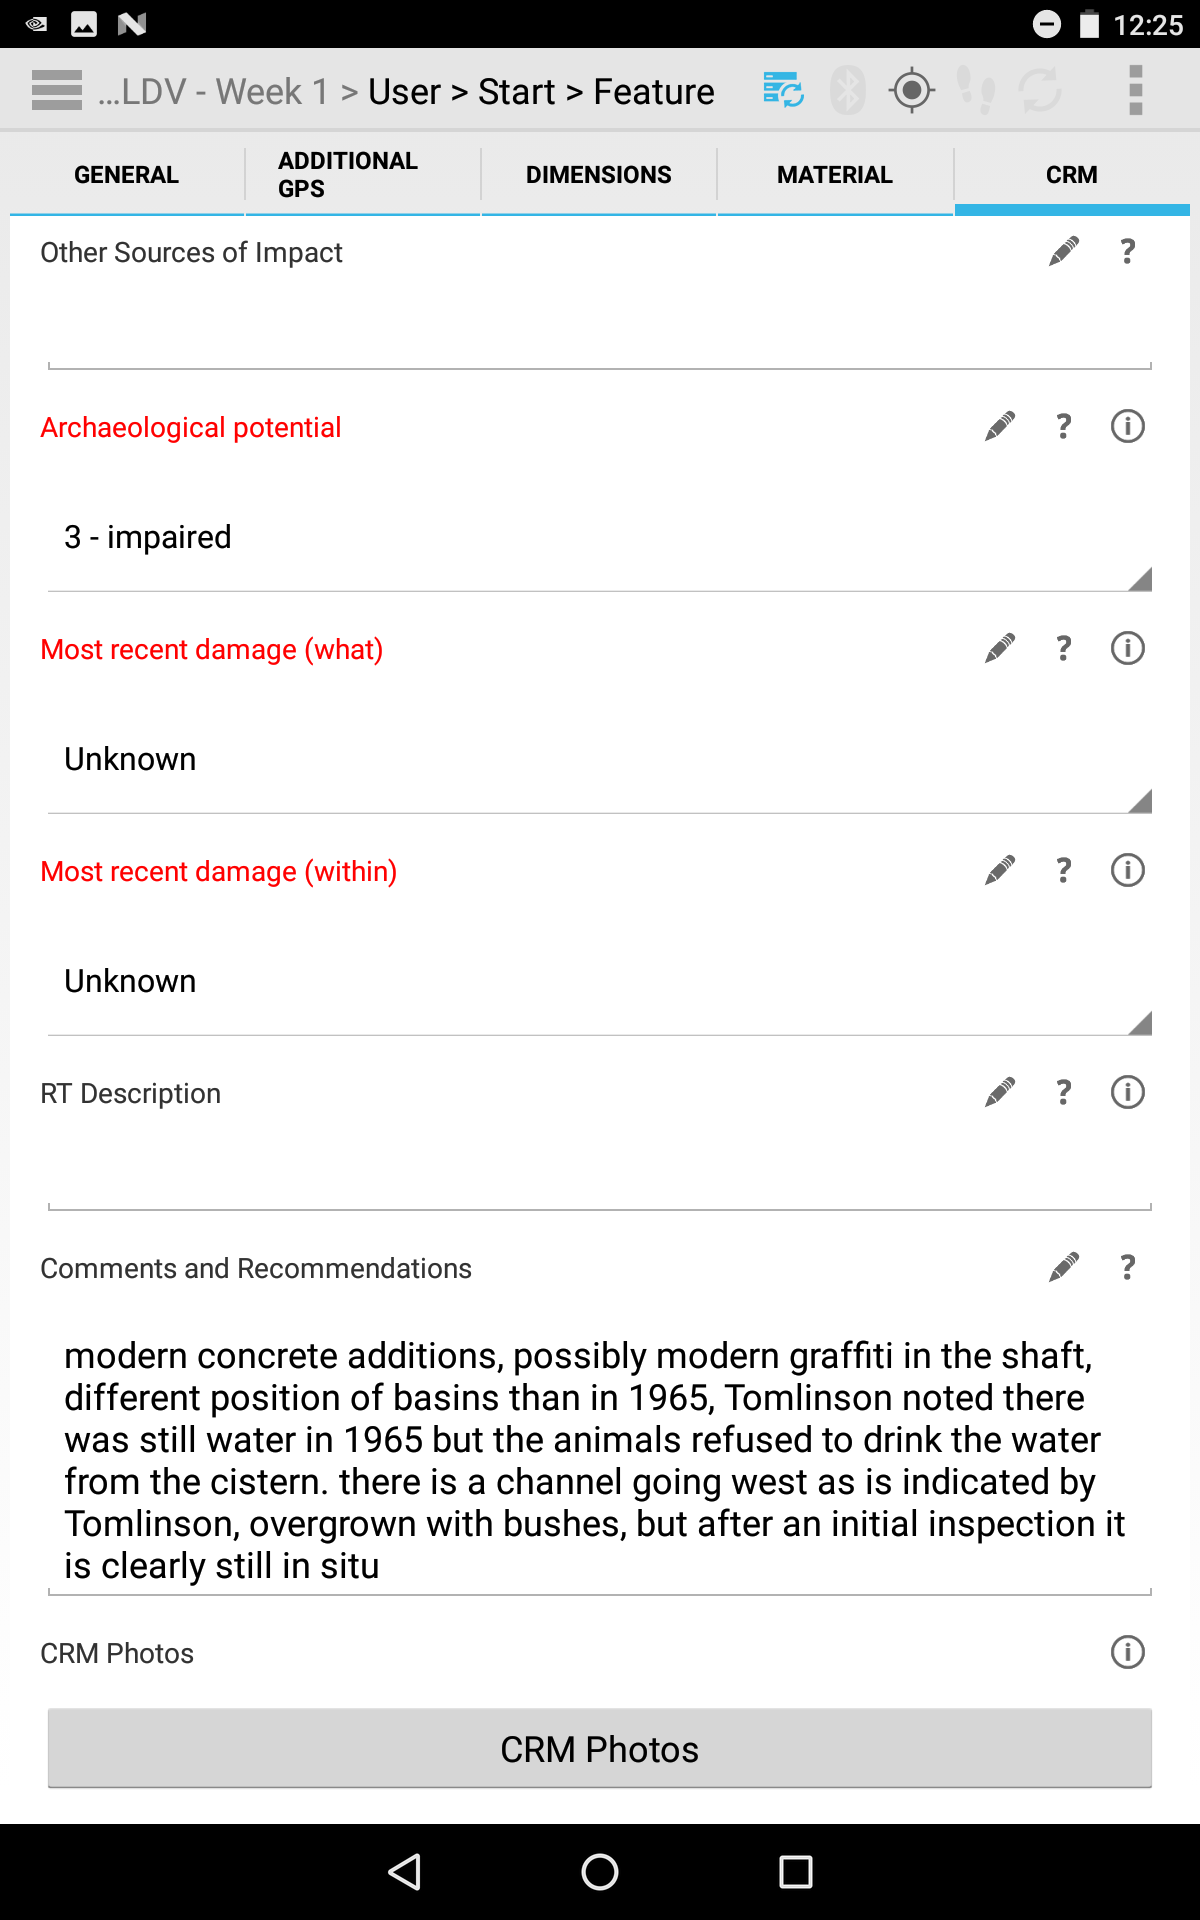 12:25
...LDV - Week 1 > User > Start > Feature
GENERAL
ADDITIONAL
GPS
DIMENSIONS
MATERIAL
CRM
Other Sources of Impact
?
Archaeological potential
? i
3 - impaired
Most recent damage (what)
? i
Unknown
Most recent damage (within)
? i
Unknown
RT Description
? i
Comments and Recommendations
?
modern concrete additions, possibly modern graffiti in the shaft,
different position of basins than in 1965, Tomlinson noted there
was still water in 1965 but the animals refused to drink the water
from the cistern. there is a channel going west as is indicated by
Tomlinson, overgrown with bushes, but after an initial inspection it
is clearly still in situ
CRM Photos
i
CRM Photos